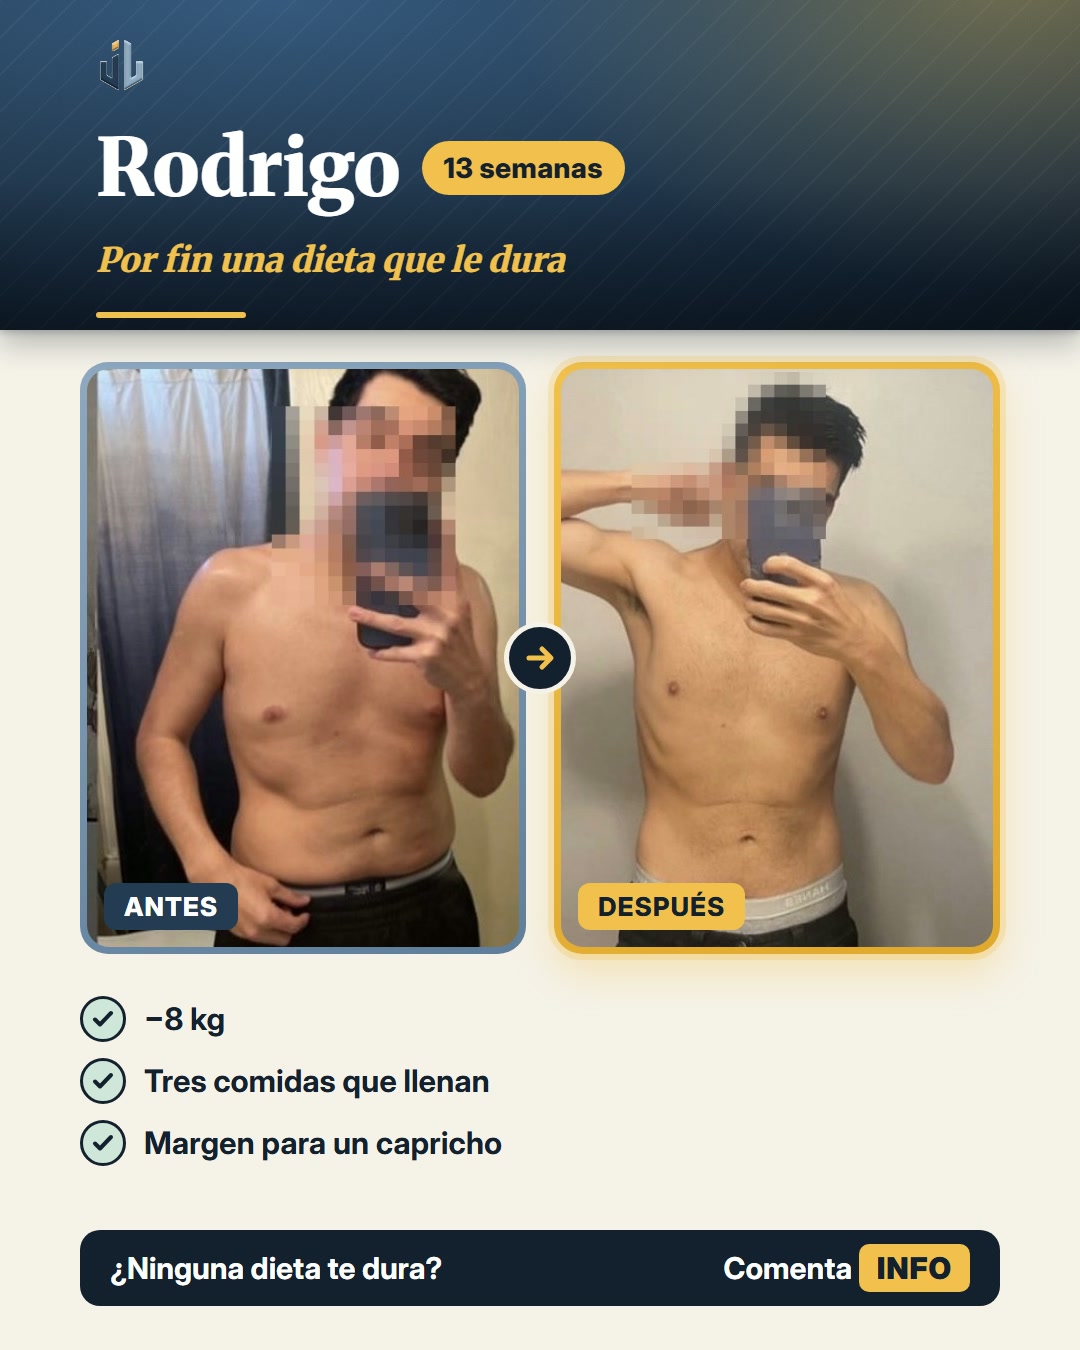 Rodrigo 13 semanas
Por fin una dieta que le dura
ANTES
DESPUÉS
HANES
−8 kg
Tres comidas que llenan
Margen para un capricho
¿Ninguna dieta te dura? Comenta INFO